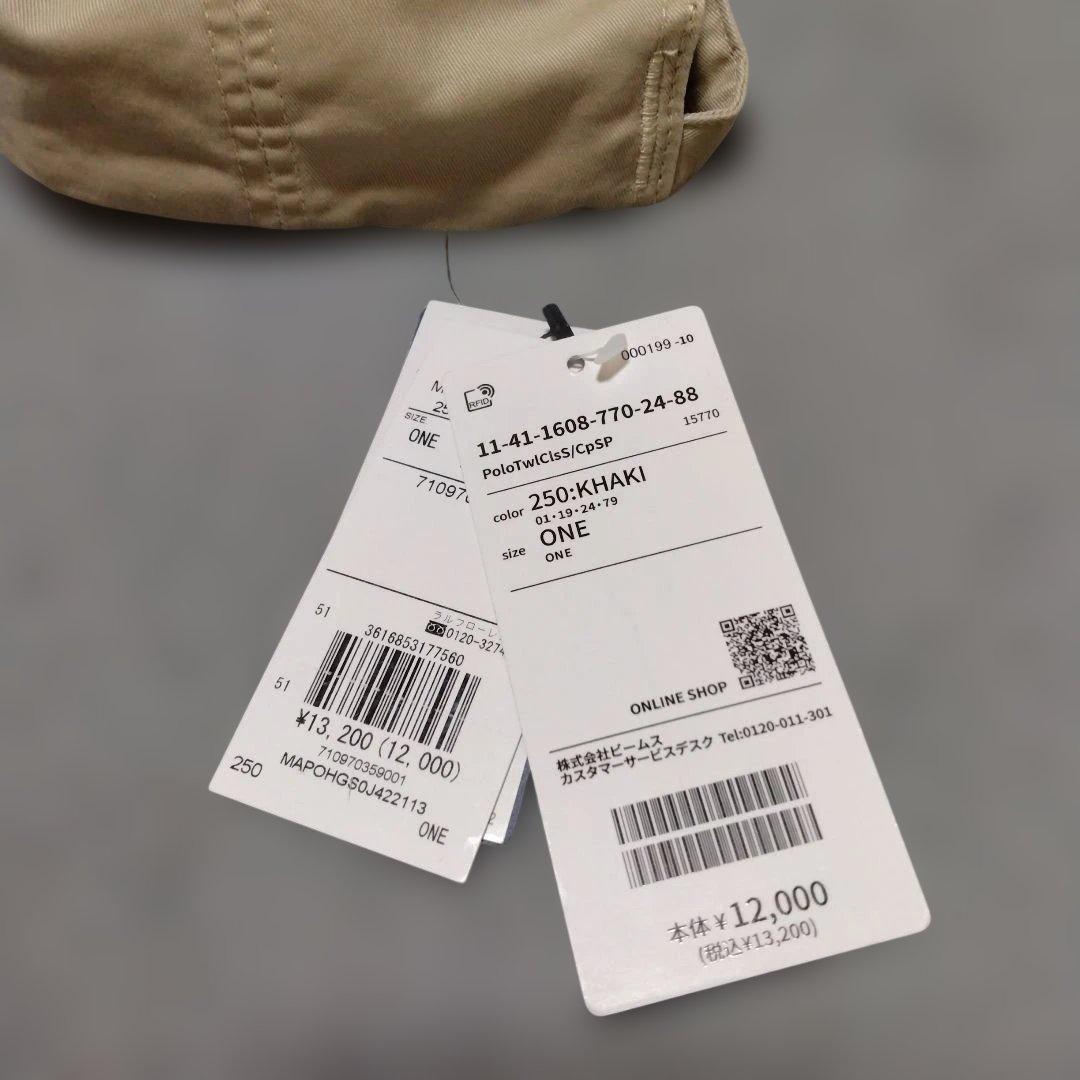 SIZE
ONE
51
3616853177560
51
¥13,200(12,000)
710970359001
250
MAPOHGS0J422113
ONE
000199 -10
RFID
11-41-1608-770-24-88
15770
PoloTwlClsS/CpSP
color 250:KHAKI
01・19・24・79
size ONE
ONE
ONLINE SHOP
株式会社ビームス
カスタマーサービスデスク Tel:0120-011-301
本体¥12,000
(税込¥13,200)